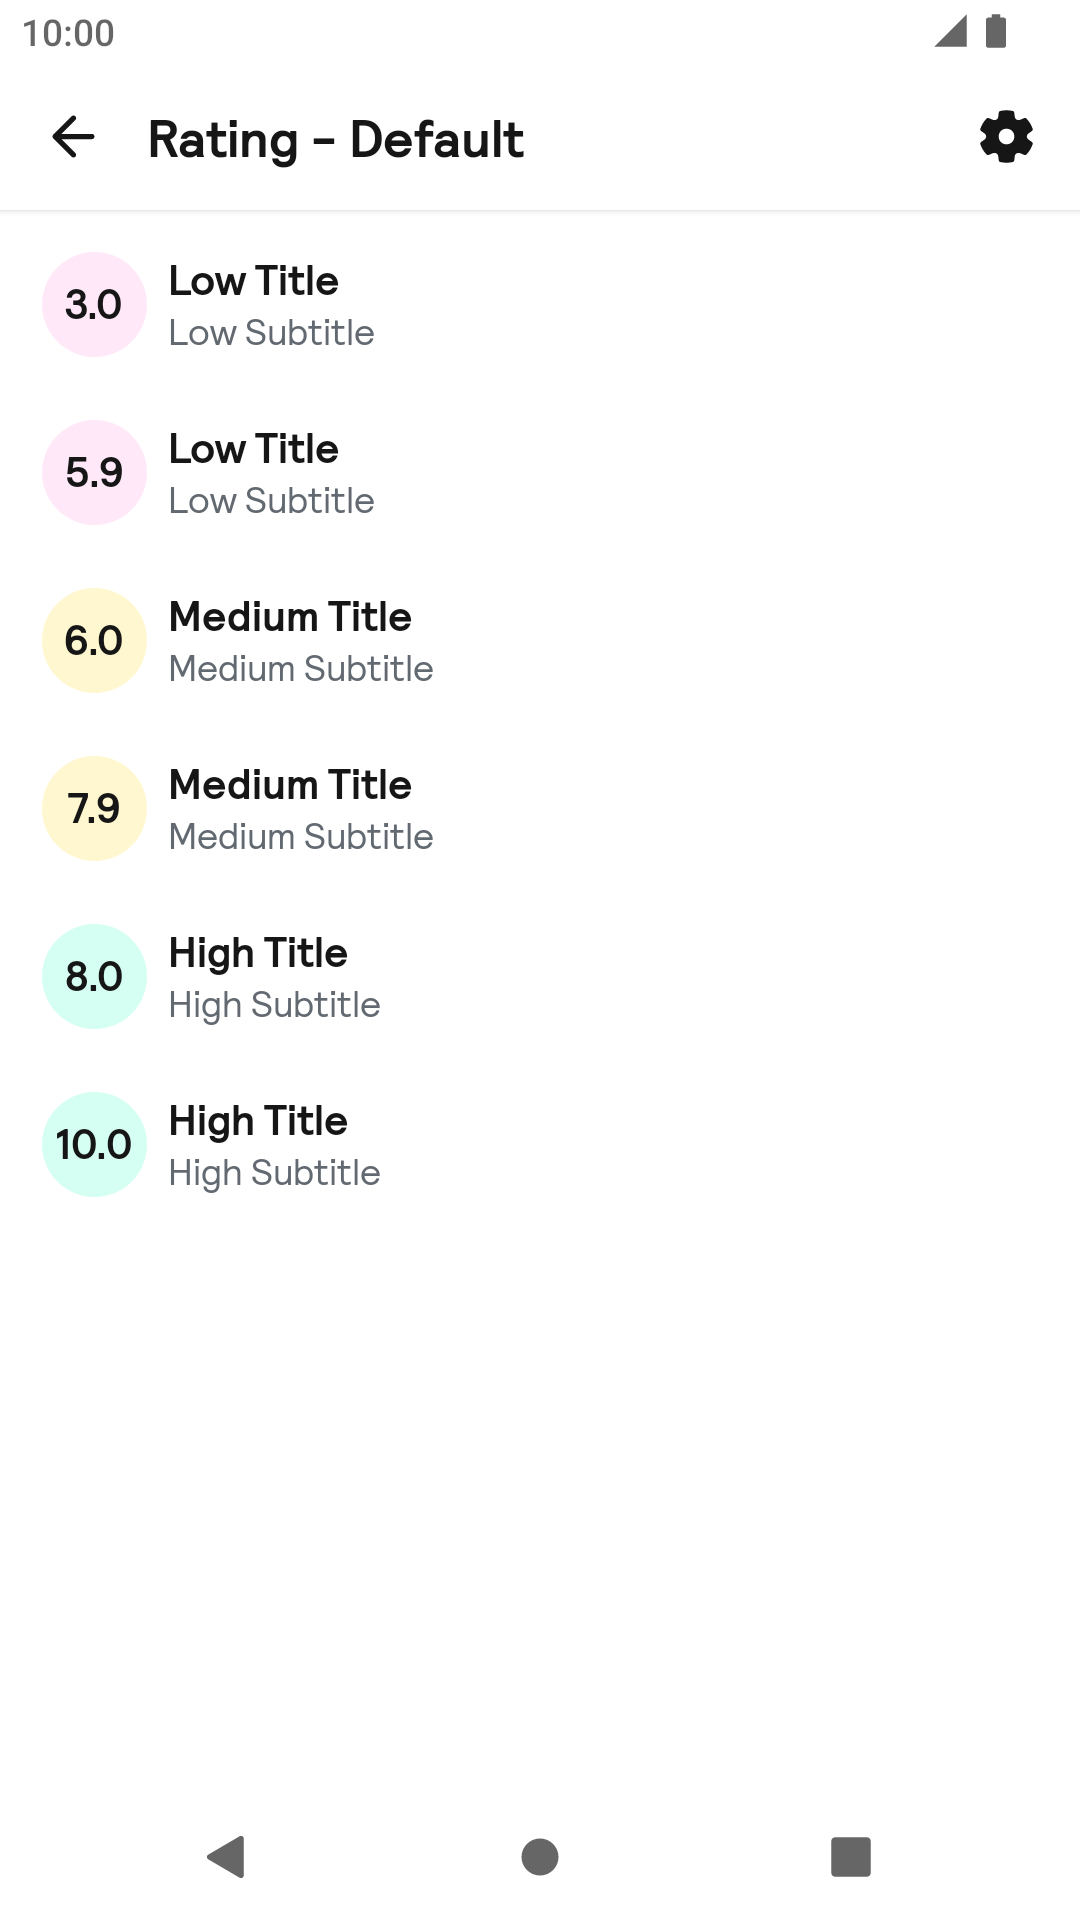 10:00
Rating – Default
3.0
Low Title
Low Subtitle
5.9
Low Title
Low Subtitle
6.0
Medium Title
Medium Subtitle
7.9
Medium Title
Medium Subtitle
8.0
High Title
High Subtitle
10.0
High Title
High Subtitle